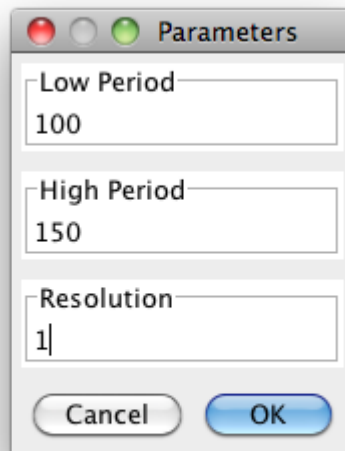 Parameters
Low Period
100
High Period
150
Resolution
1
Cancel OK